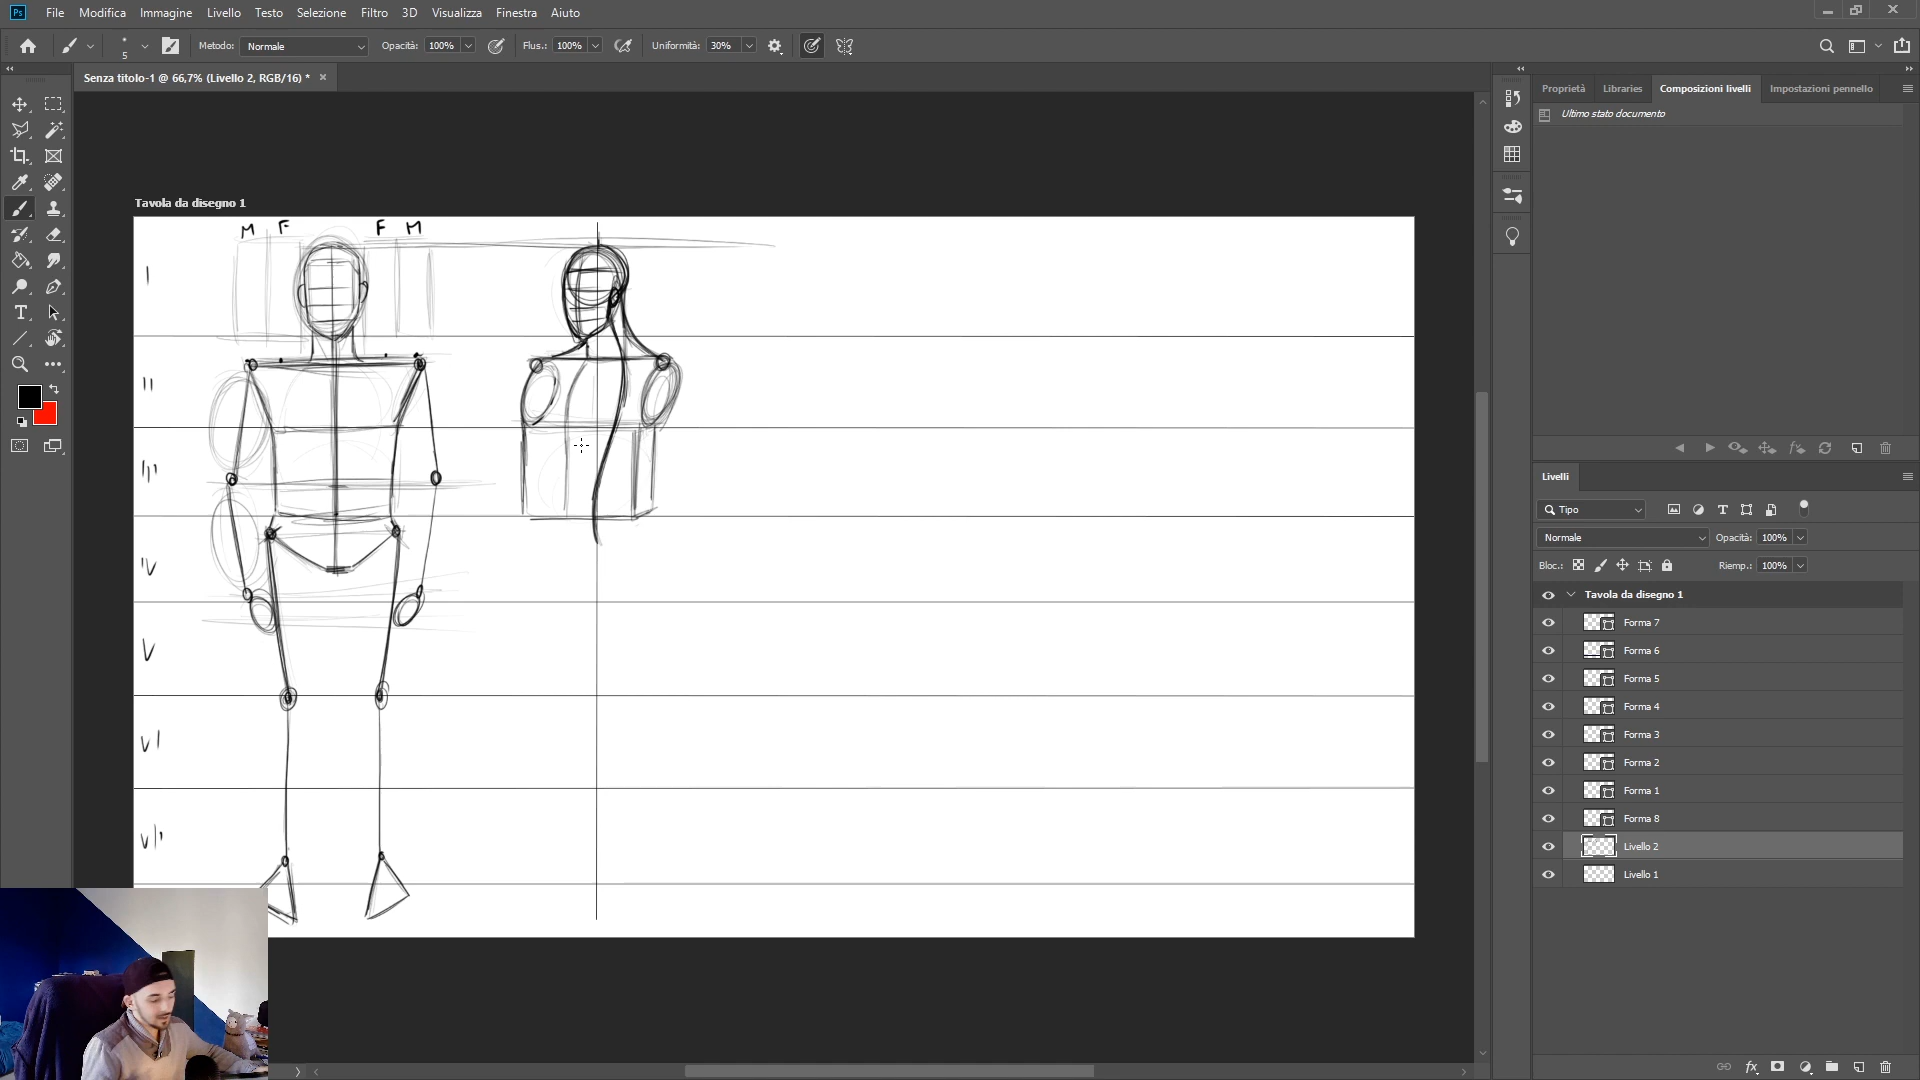 Ps File Modifica Immagine Livello Testo Selezione Filtro 3D Visualizza Finestra Aiuto
5 Metodo: Normale Opacità: 100% Flus.: 100% Uniformità: 30%
Senza titolo-1 @ 66,7% (Livello 2, RGB/16) *
Proprietà Libraries Composizioni livelli Impostazioni pennello
Ultimo stato documento
Tavola da disegno 1
M F F M
I
II
III
IV
V
VI
VII
Livelli
Tipo
Normale Opacità: 100%
Bloc.: Riemp.: 100%
Tavola da disegno 1
Forma 7
Forma 6
Forma 5
Forma 4
Forma 3
Forma 2
Forma 1
Forma 8
Livello 2
Livello 1